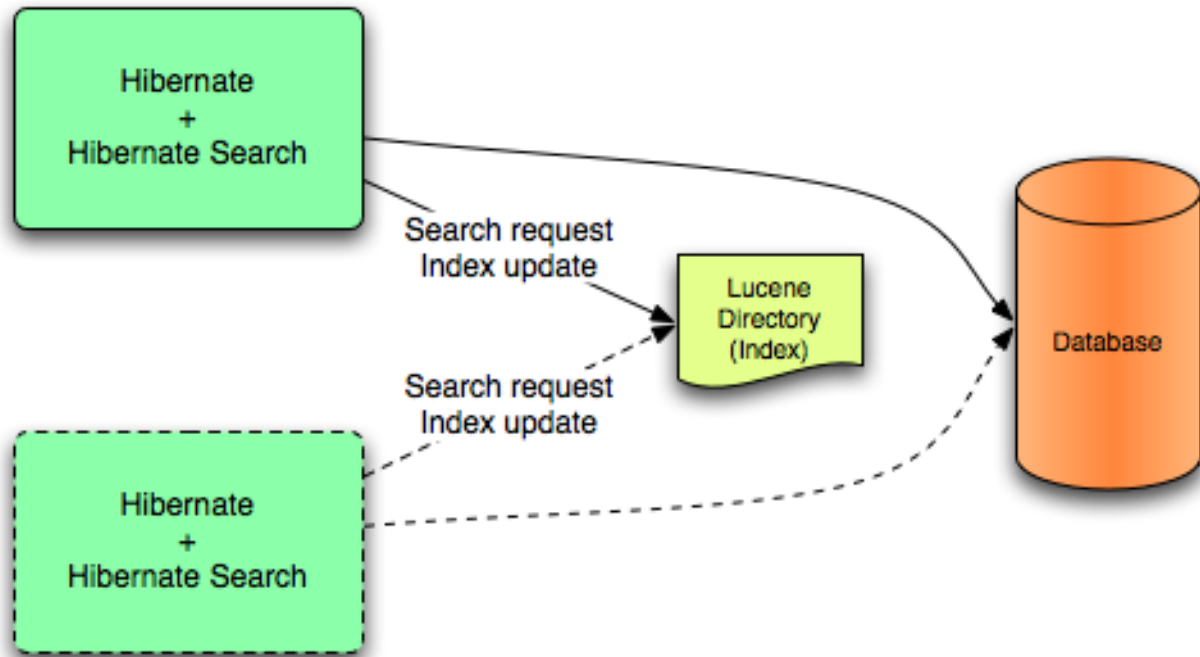 Hibernate
+
Hibernate Search
Search request
Index update
Lucene
Directory
(Index)
Database
Search request
Index update
Hibernate
+
Hibernate Search